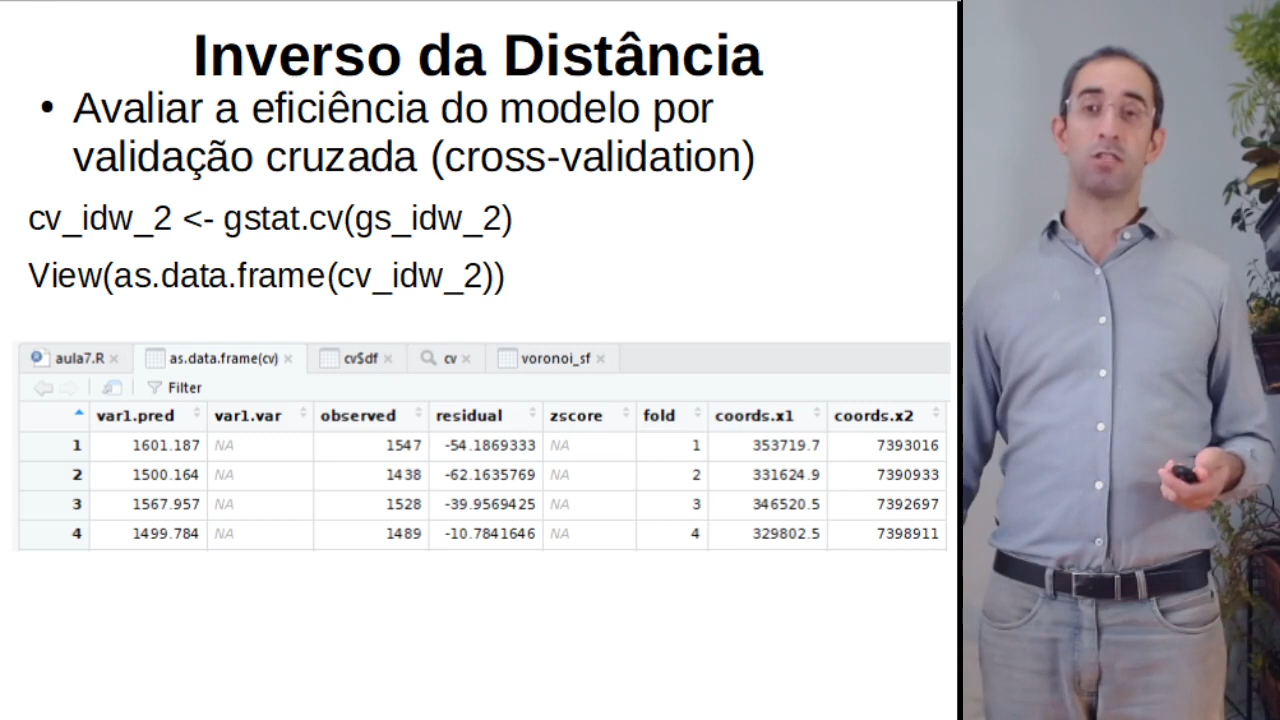 Inverso da Distância
• Avaliar a eficiência do modelo por
validação cruzada (cross-validation)
cv_idw_2 <- gstat.cv(gs_idw_2)
View(as.data.frame(cv_idw_2))
aula7.R as.data.frame(cv) cv$df cv voronoi_sf
Filter
var1.pred var1.var observed residual zscore fold coords.x1 coords.x2
1 1601.187 NA 1547 -54.1869333 NA 1 353719.7 7393016
2 1500.164 NA 1438 -62.1635769 NA 2 331624.9 7390933
3 1567.957 NA 1528 -39.9569425 NA 3 346520.5 7392697
4 1499.784 NA 1489 -10.7841646 NA 4 329802.5 7398911